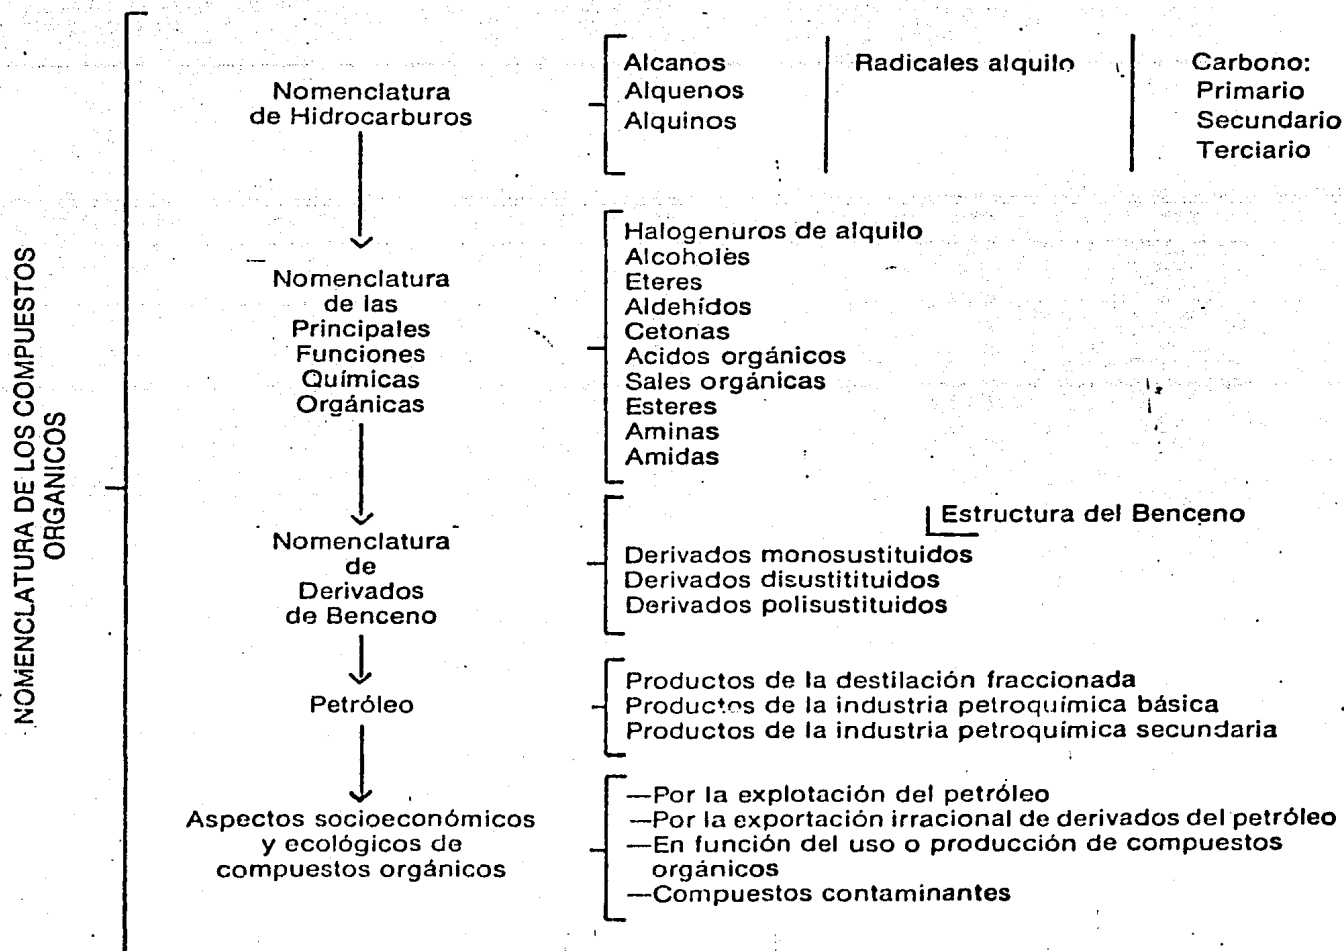 NOMENCLATURA DE LOS COMPUESTOS
ORGANICOS
Nomenclatura
de Hidrocarburos
Alcanos
Alquenos
Alquinos
Radicales alquilo
Carbono:
Primario
Secundario
Terciario
Nomenclatura
de las
Principales
Funciones
Químicas
Orgánicas
Halogenuros de alquilo
Alcoholes
Eteres
Aldehídos
Cetonas
Acidos orgánicos
Sales orgánicas
Esteres
Aminas
Amidas
Nomenclatura
de
Derivados
de Benceno
Estructura del Benceno
Derivados monosustituidos
Derivados disustitituidos
Derivados polisustituidos
Petróleo
Productos de la destilación fraccionada
Productos de la industria petroquímica básica
Productos de la industria petroquímica secundaria
Aspectos socioeconómicos
y ecológicos de
compuestos orgánicos
—Por la explotación del petróleo
—Por la exportación irracional de derivados del petróleo
—En función del uso o producción de compuestos
orgánicos
—Compuestos contaminantes